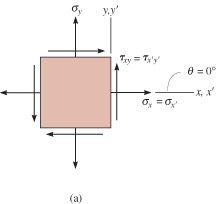 σy y, y′
τxy = τx′y′
θ = 0°
x, x′
σx = σx′
(a)